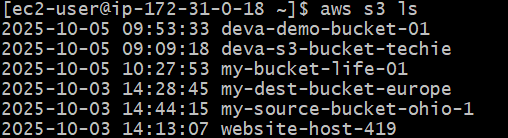 [ec2-user@ip-172-31-0-18 ~]$ aws s3 ls
2025-10-05 09:53:33 deva-demo-bucket-01
2025-10-05 09:09:18 deva-s3-bucket-techie
2025-10-05 10:27:53 my-bucket-life-01
2025-10-03 14:28:45 my-dest-bucket-europe
2025-10-03 14:44:15 my-source-bucket-ohio-1
2025-10-03 14:13:07 website-host-419